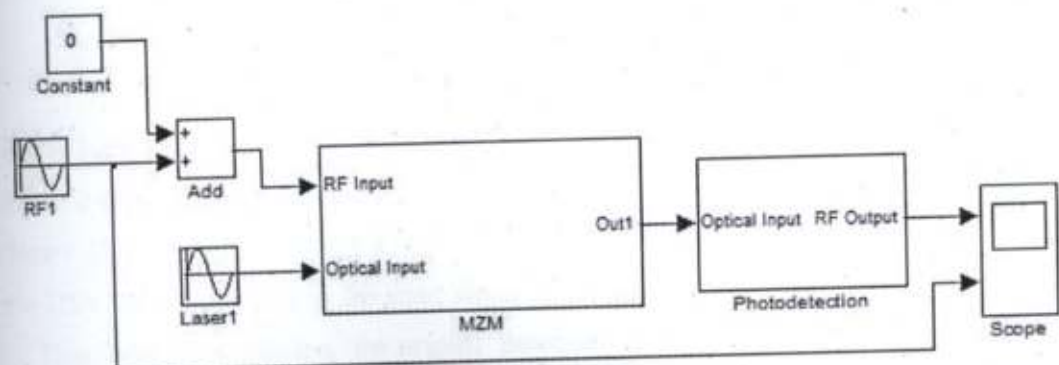 0
Constant
+
+
Add
RF1
RF Input
Optical Input
Out1
MZM
Laser1
Optical Input RF Output
Photodetection
Scope